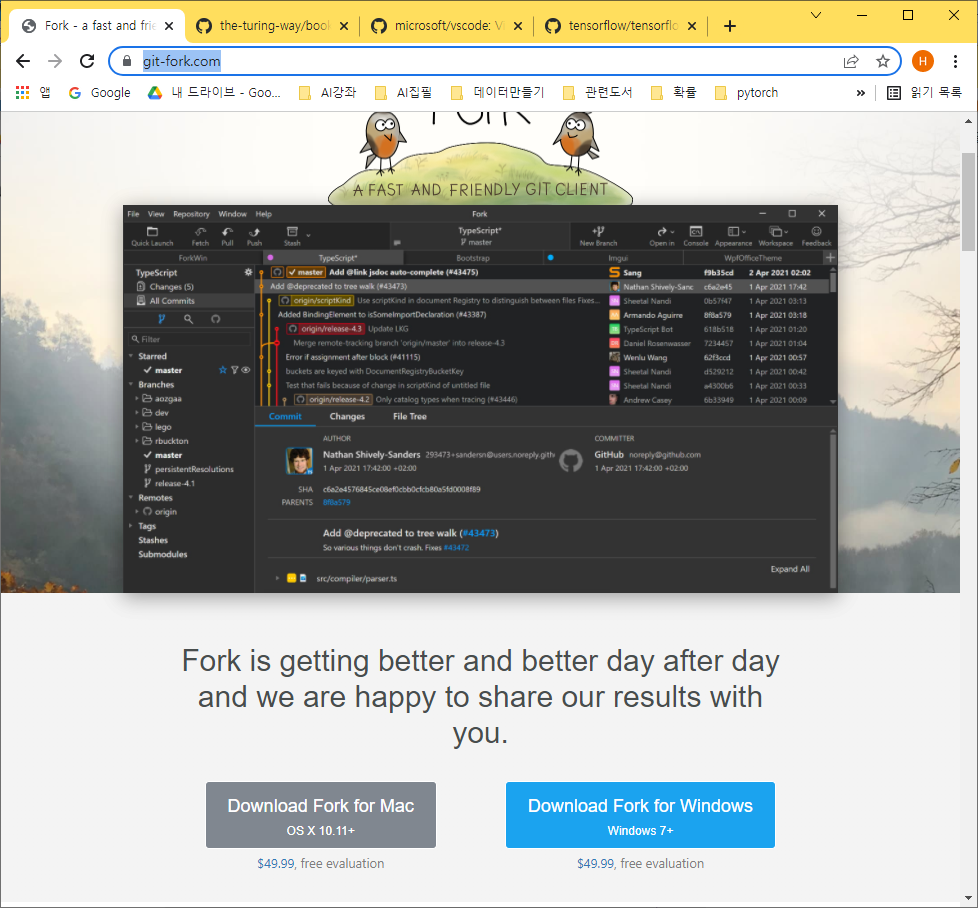 Fork - a fast and frie
the-turing-way/book
microsoft/vscode: Vi
tensorflow/tensorflo
git-fork.com
H
앱
Google
내 드라이브 - Goo...
AI강좌
AI집필
데이터만들기
관련도서
확률
pytorch
»
읽기 목록
FORK
A FAST AND FRIENDLY GIT CLIENT
File View Repository Window Help
Fork
Quick Launch
Fetch
Pull
Push
Stash
TypeScript*
master
New Branch
Open in
Console
Appearance
Workspace
Feedback
ForkWin
TypeScript*
Bootstrap
Imgui
WpfOfficeTheme
TypeScript
Changes (5)
All Commits
Filter
Starred
master
Branches
aozgaa
dev
lego
rbuckton
master
persistentResolutions
release-4.1
Remotes
origin
Tags
Stashes
Submodules
master Add @link jsdoc auto-complete (#43475) Sang f9b35cd 2 Apr 2021 02:02
Add @deprecated to tree walk (#43473) Nathan Shively-Sanc c6a2e45 1 Apr 2021 17:42
origin/scriptKind Use scriptKind in document Registry to distinguish between files Fixes... Sheetal Nandi 0b57f47 1 Apr 2021 03:13
Added BindingElement to isSomeImportDeclaration (#43387) Armando Aguirre 8f8a579 1 Apr 2021 03:18
origin/release-4.3 Update LKG TypeScript Bot 618b518 1 Apr 2021 01:20
Merge remote-tracking branch 'origin/master' into release-4.3 Daniel Rosenwasser 7234457 1 Apr 2021 01:04
Error if assignment after block (#41115) Wenlu Wang 62f3ccd 1 Apr 2021 00:57
buckets are keyed with DocumentRegistryBucketKey Sheetal Nandi d529212 1 Apr 2021 00:42
Test that fails because of change in scriptKind of untitled file Sheetal Nandi a4300b6 1 Apr 2021 00:33
origin/release-4.2 Only catalog types when tracing (#43446) Andrew Casey 6b33949 1 Apr 2021 00:09
Commit
Changes
File Tree
AUTHOR
Nathan Shively-Sanders 293473+sandersn@users.noreply.gith
1 Apr 2021 17:42:00 +02:00
COMMITTER
GitHub noreply@github.com
1 Apr 2021 17:42:00 +02:00
SHA c6a2e4576845ce08ef0cbb0cfcb80a5fd0008f89
PARENTS 8f8a579
Add @deprecated to tree walk (#43473)
So various things don't crash. Fixes #43472
Expand All
src/compiler/parser.ts
Fork is getting better and better day after day
and we are happy to share our results with
you.
Download Fork for Mac
OS X 10.11+
$49.99, free evaluation
Download Fork for Windows
Windows 7+
$49.99, free evaluation